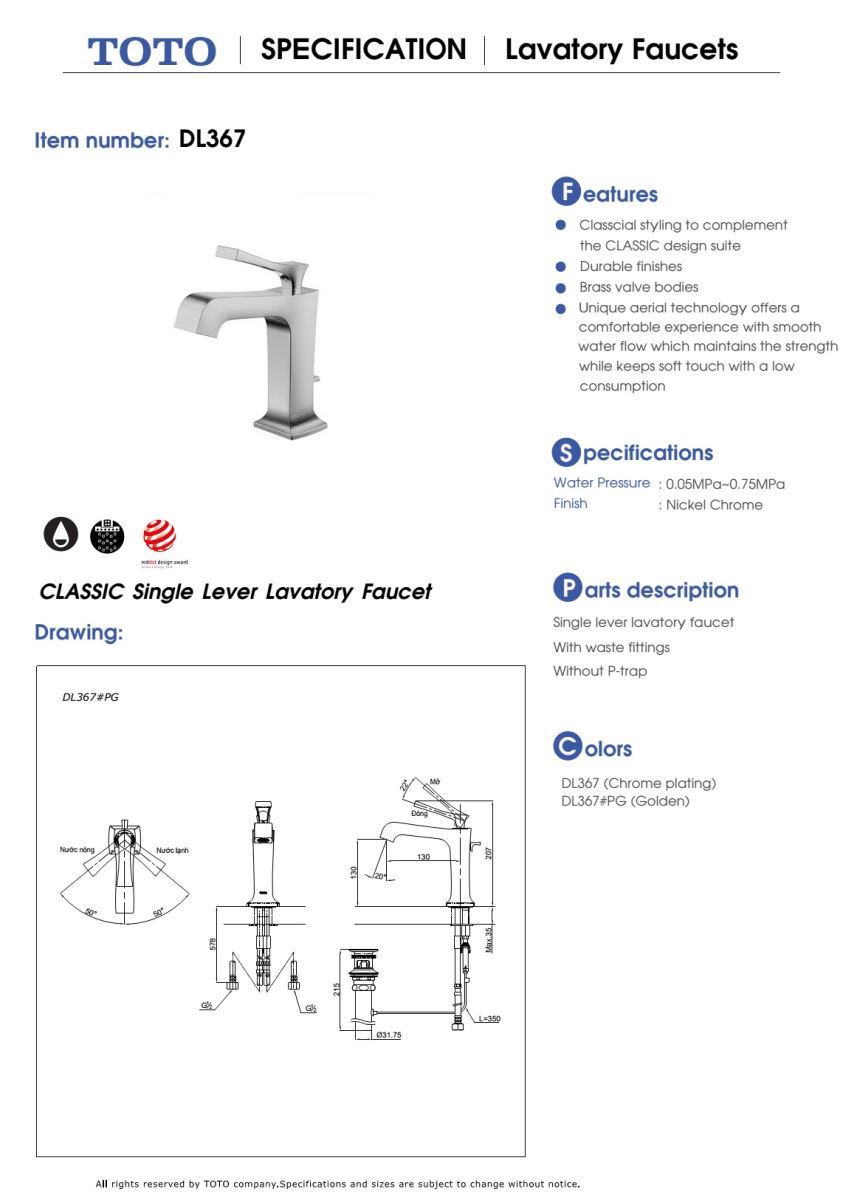 TOTO | SPECIFICATION | Lavatory Faucets
Item number: DL367
Features
Classcial styling to complement
the CLASSIC design suite
Durable finishes
Brass valve bodies
Unique aerial technology offers a
comfortable experience with smooth
water flow which maintains the strength
while keeps soft touch with a low
consumption
Specifications
Water Pressure : 0.05MPa~0.75MPa
Finish : Nickel Chrome
reddot design award
CLASSIC Single Lever Lavatory Faucet
Parts description
Single lever lavatory faucet
With waste fittings
Without P-trap
Colors
DL367 (Chrome plating)
DL367#PG (Golden)
Drawing:
DL367#PG
Nước nóng
Nước lạnh
50°
50°
578
G½
G½
22°
Mở
Đóng
130
130
20°
207
Max.35
215
Ø31.75
L=350
All rights reserved by TOTO company.Specifications and sizes are subject to change without notice.